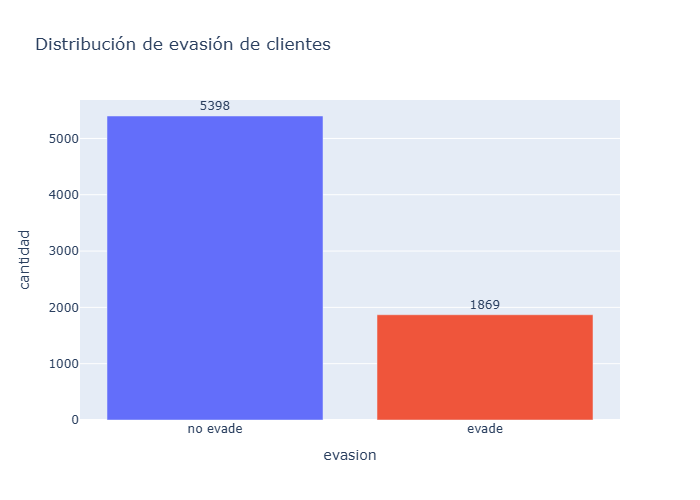 Distribución de evasión de clientes
cantidad
5000
4000
3000
2000
1000
0
5398
1869
no evade
evade
evasion